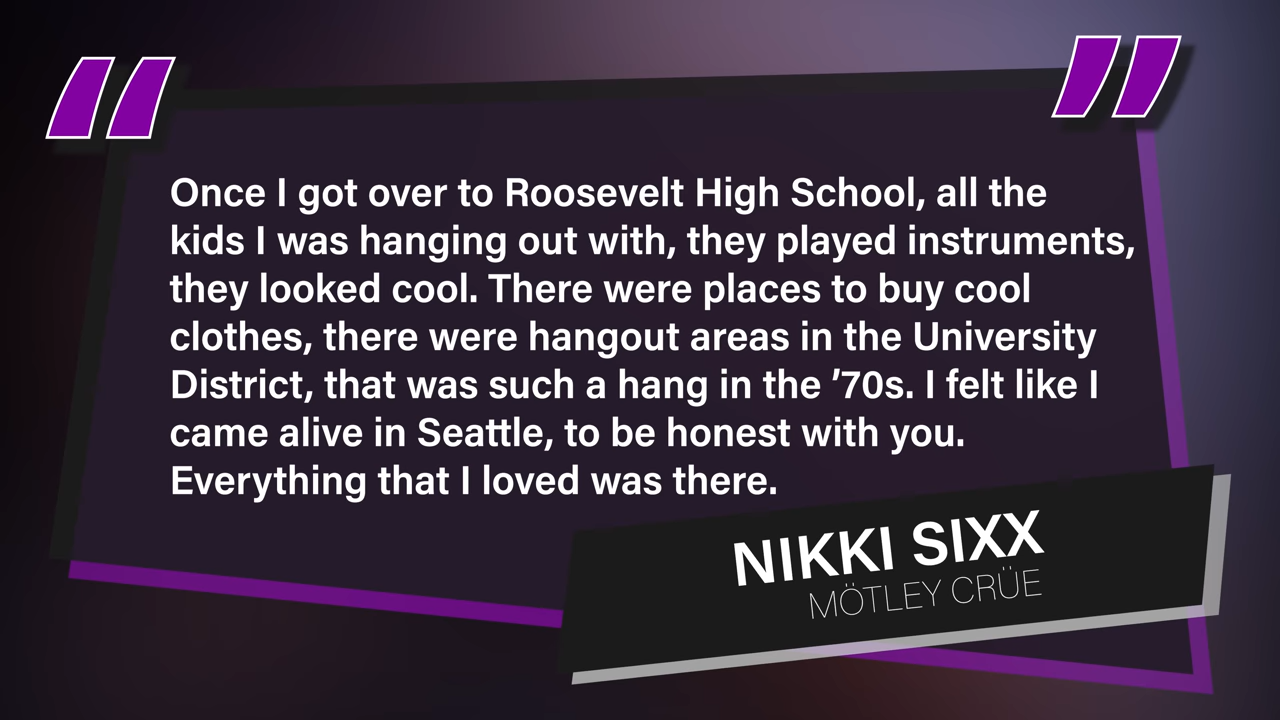 Once I got over to Roosevelt High School, all the
kids I was hanging out with, they played instruments,
they looked cool. There were places to buy cool
clothes, there were hangout areas in the University
District, that was such a hang in the ’70s. I felt like I
came alive in Seattle, to be honest with you.
Everything that I loved was there.
NIKKI SIXX
MÖTLEY CRÜE